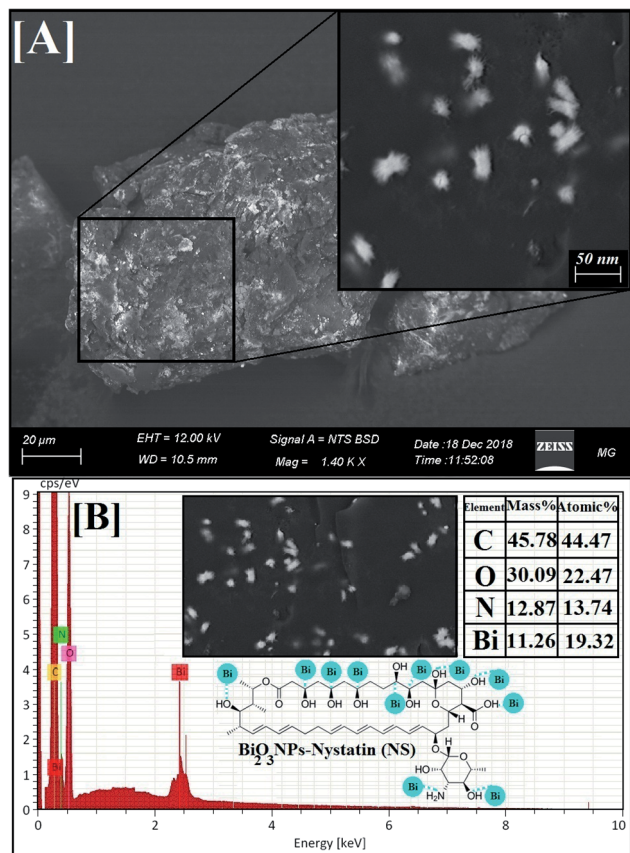 [A]
50 nm
20 µm
EHT = 12.00 kV
WD = 10.5 mm
Signal A = NTS BSD
Mag = 1.40 K X
Date :18 Dec 2018
Time :11:52:08
ZEISS
MG
cps/eV
[B]
9
8
7
6
5
4
3
2
1
0
N
O
C
Bi
Bi
Element Mass% Atomic%
C 45.78 44.47
O 30.09 22.47
N 12.87 13.74
Bi 11.26 19.32
Bi Bi Bi Bi OH Bi Bi Bi
O O OH OH OH OH OH OH OH
HO Bi O OH Bi
O
BiO NPs-Nystatin (NS)
2 3
O H
HO O
Bi H₂N OH Bi
0 2 4 6 8 10
Energy [keV]